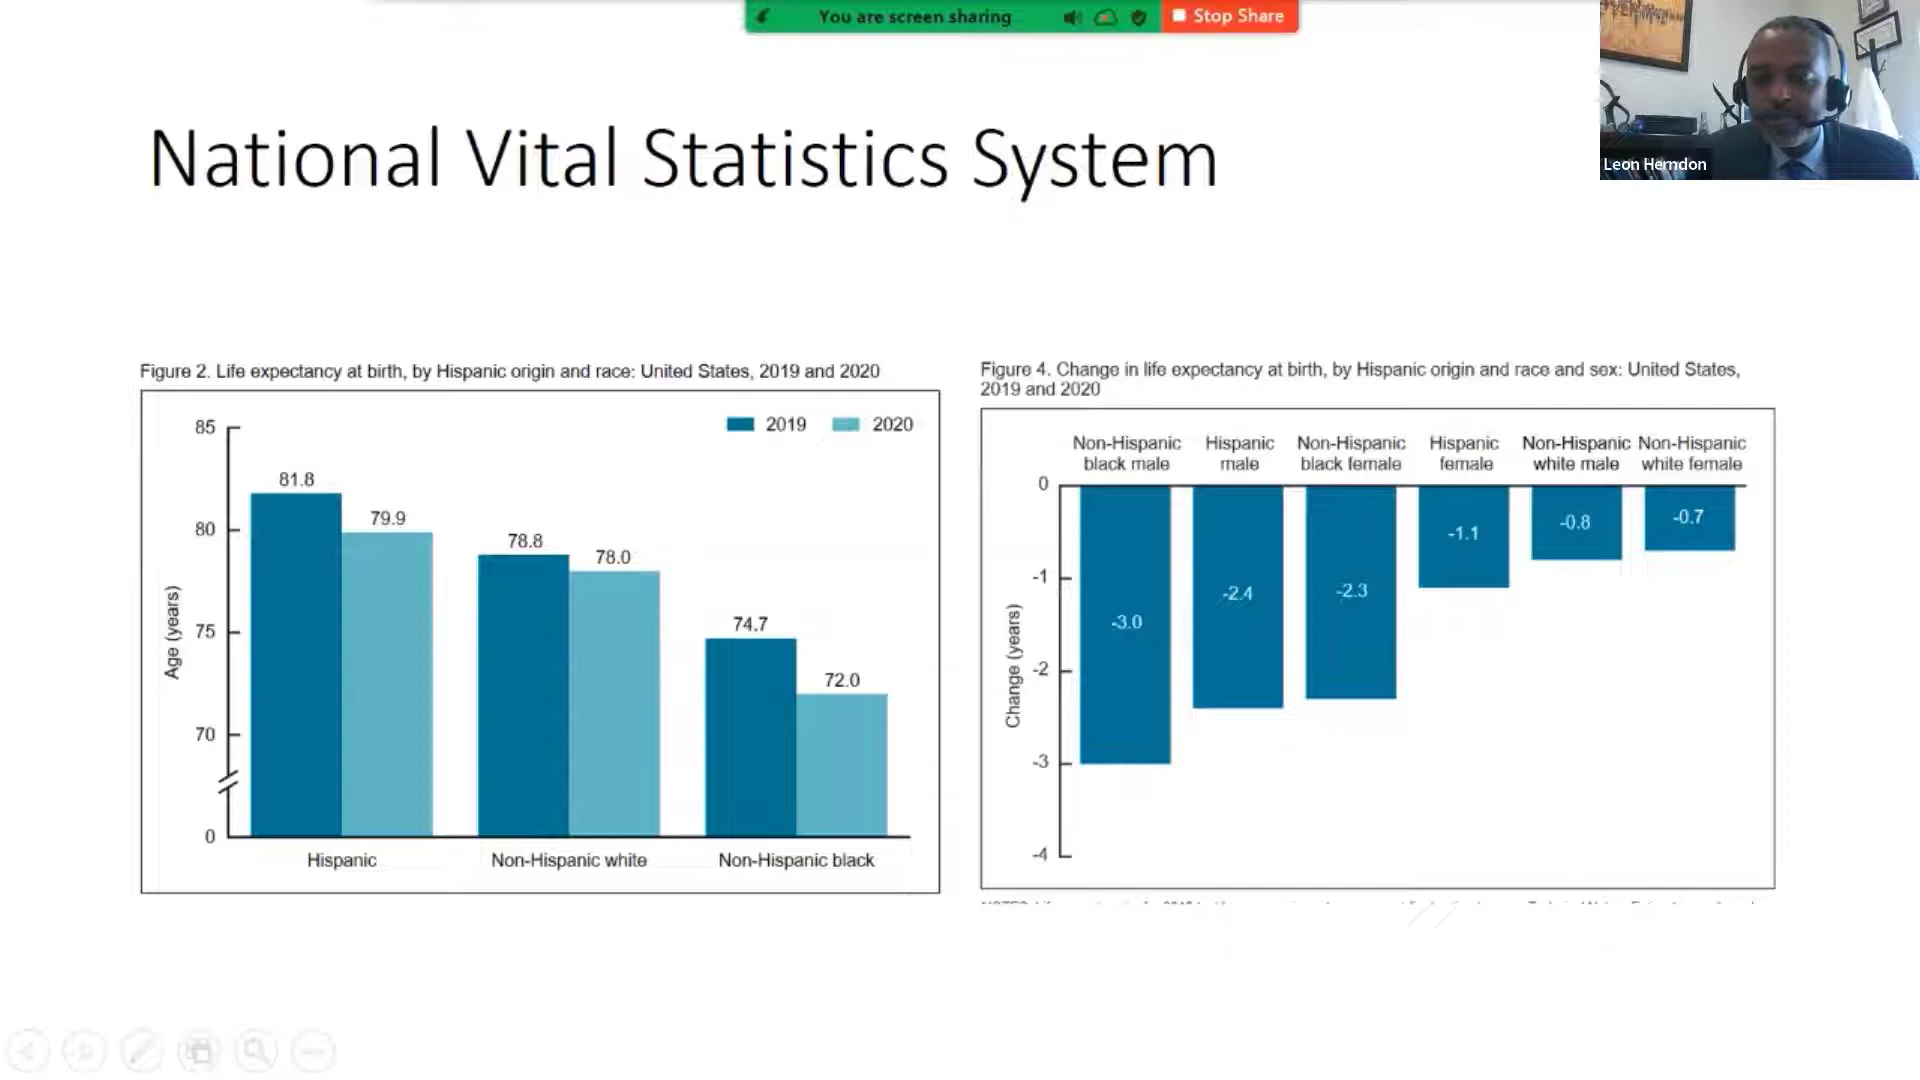 You are screen sharing
Stop Share
Leon Herndon
National Vital Statistics System
Figure 2. Life expectancy at birth, by Hispanic origin and race: United States, 2019 and 2020
2019
2020
85
80
75
70
0
Age (years)
81.8
79.9
78.8
78.0
74.7
72.0
Hispanic
Non-Hispanic white
Non-Hispanic black
Figure 4. Change in life expectancy at birth, by Hispanic origin and race and sex: United States,
2019 and 2020
Non-Hispanic
black male
Hispanic
male
Non-Hispanic
black female
Hispanic
female
Non-Hispanic
white male
Non-Hispanic
white female
0
-1
-2
-3
-4
Change (years)
-3.0
-2.4
-2.3
-1.1
-0.8
-0.7